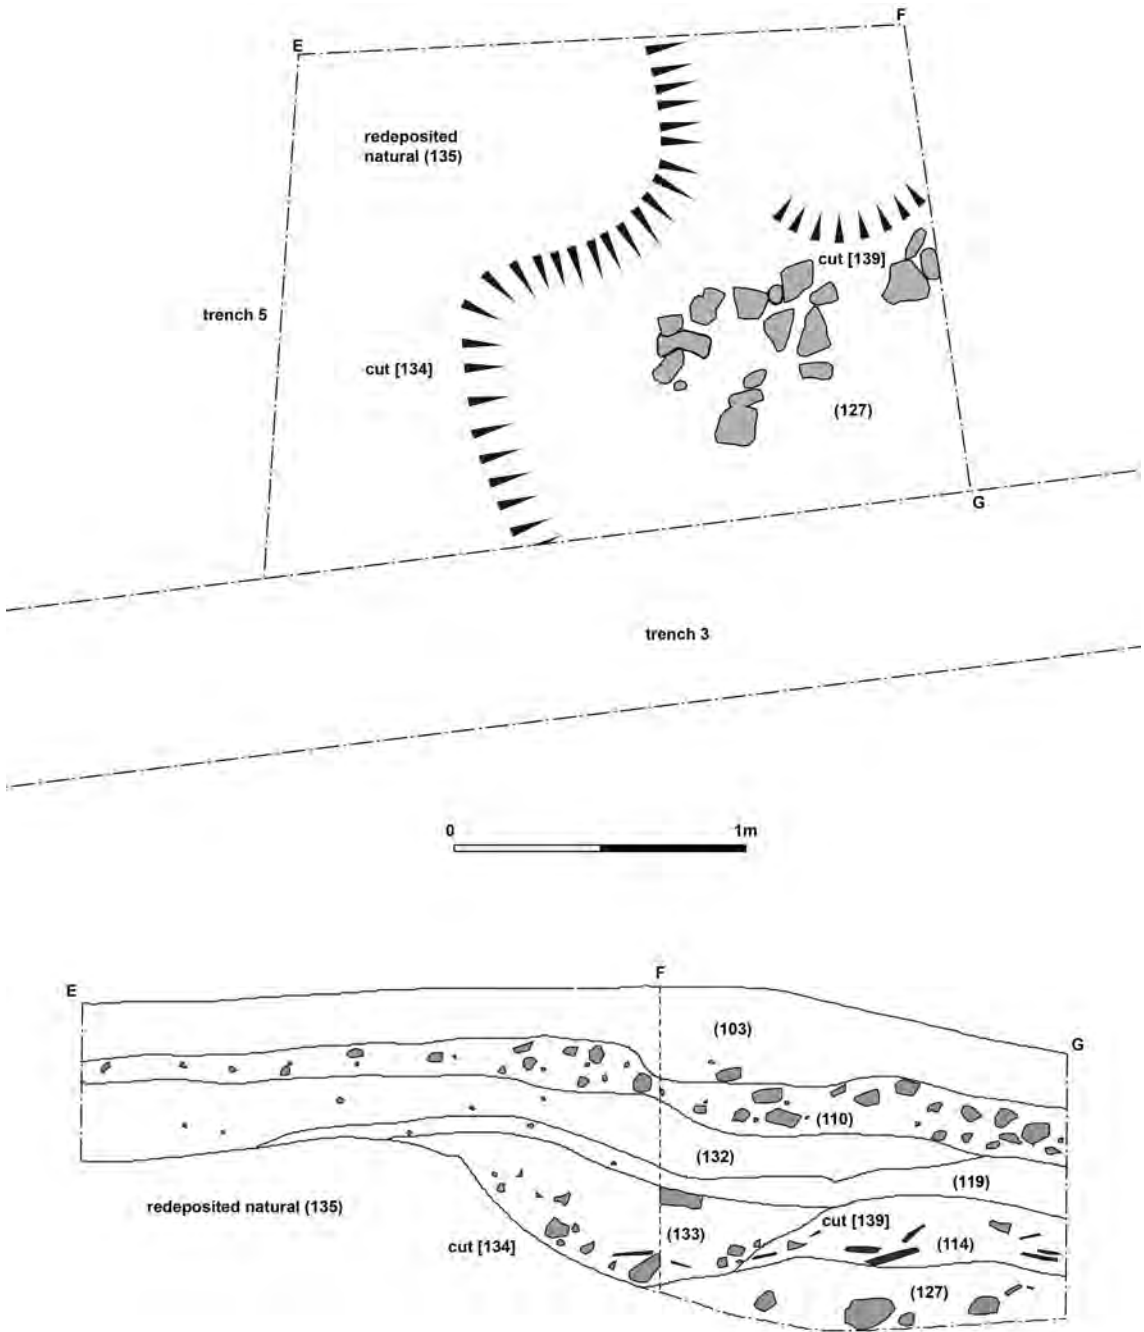 E
F
redeposited
natural (135)
cut [139]
trench 5
cut [134]
(127)
G
trench 3
0 1m
E
F
(103)
G
(110)
(132)
(119)
redeposited natural (135)
cut [134]
(133)
cut [139]
(114)
(127)